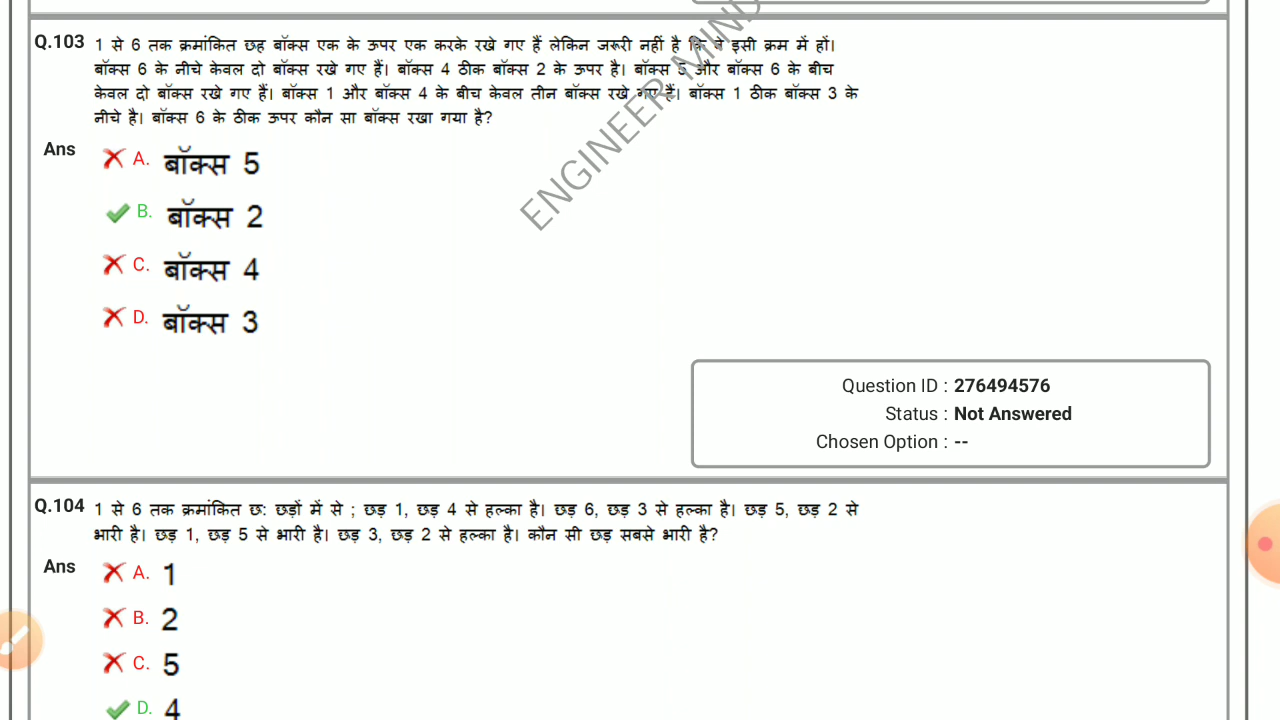 Q.103 1 से 6 तक क्रमांकित छह बॉक्स एक के ऊपर एक करके रखे गए हैं लेकिन जरूरी नहीं है कि वे इसी क्रम में हों।
बॉक्स 6 के नीचे केवल दो बॉक्स रखे गए हैं। बॉक्स 4 ठीक बॉक्स 2 के ऊपर है। बॉक्स 5 और बॉक्स 6 के बीच
केवल दो बॉक्स रखे गए हैं। बॉक्स 1 और बॉक्स 4 के बीच केवल तीन बॉक्स रखे गए हैं। बॉक्स 1 ठीक बॉक्स 3 के
नीचे है। बॉक्स 6 के ठीक ऊपर कौन सा बॉक्स रखा गया है?
Ans A. बॉक्स 5
B. बॉक्स 2
C. बॉक्स 4
D. बॉक्स 3
ENGINEER MIND
Question ID : 276494576
Status : Not Answered
Chosen Option : --
Q.104 1 से 6 तक क्रमांकित छ: छड़ों में से ; छड़ 1, छड़ 4 से हल्का है। छड़ 6, छड़ 3 से हल्का है। छड़ 5, छड़ 2 से
भारी है। छड़ 1, छड़ 5 से भारी है। छड़ 3, छड़ 2 से हल्का है। कौन सी छड़ सबसे भारी है?
Ans A. 1
B. 2
C. 5
D. 4